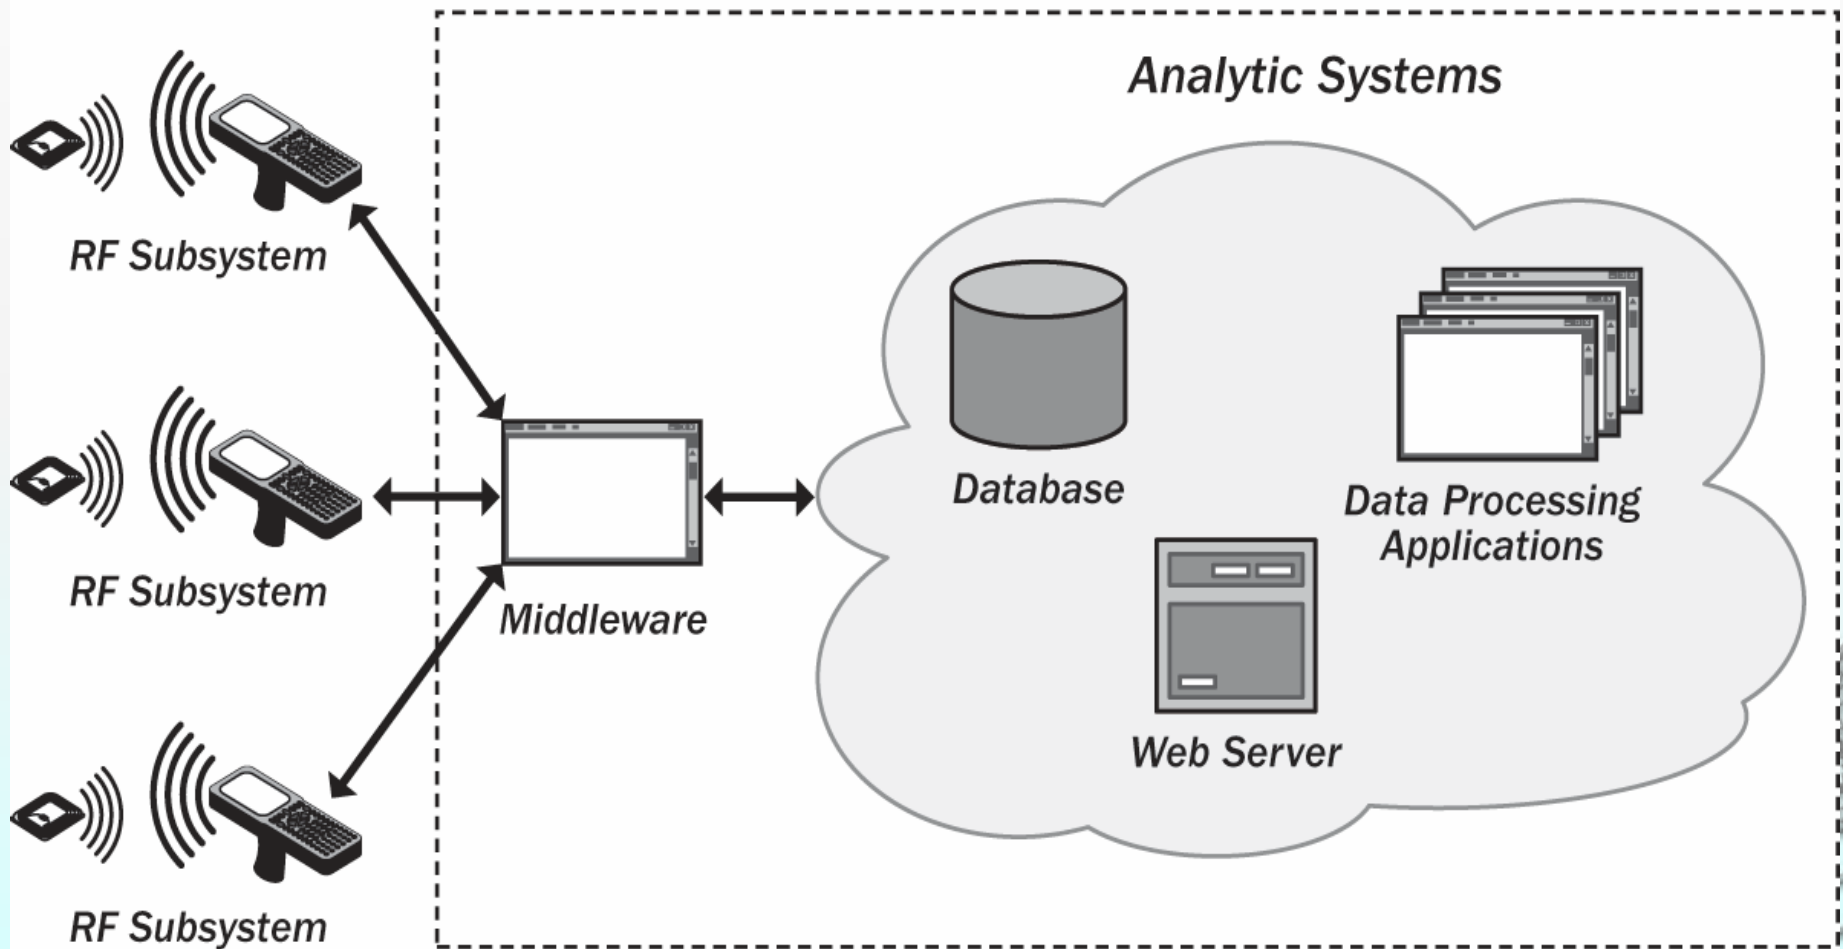 Analytic Systems
RF Subsystem
Database
Data Processing
Applications
RF Subsystem
Middleware
Web Server
RF Subsystem